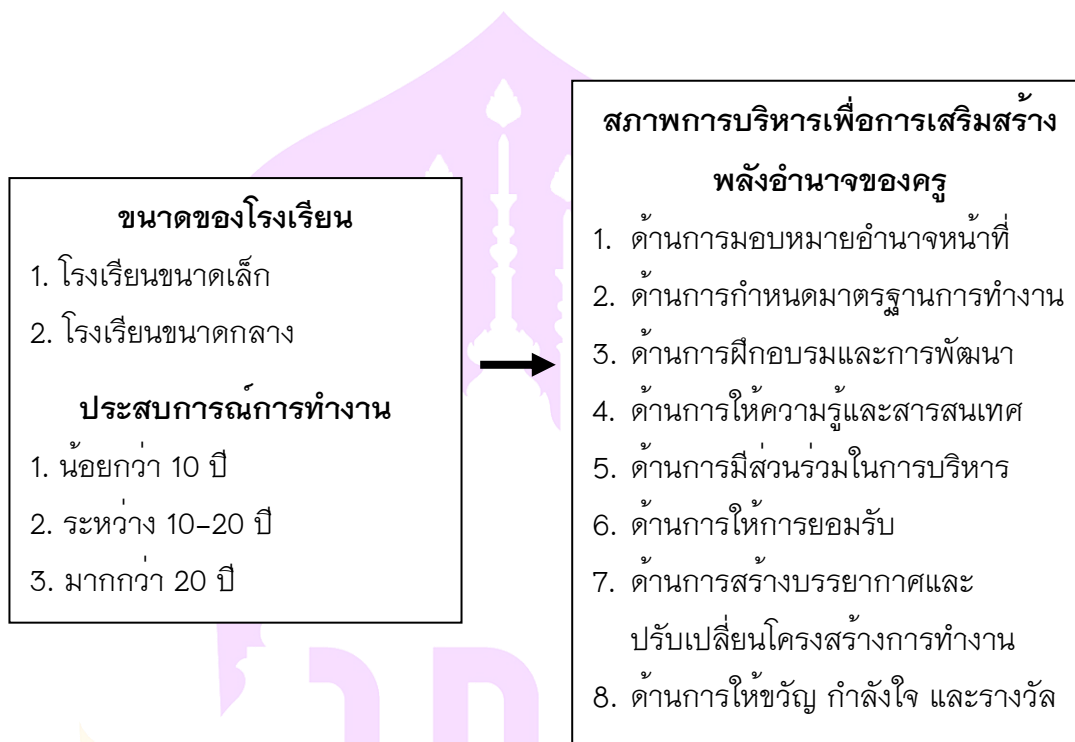 ขนาดของโรงเรียน
1. โรงเรียนขนาดเล็ก
2. โรงเรียนขนาดกลาง
ประสบการณ์การทำงาน
1. น้อยกว่า 10 ปี
2. ระหว่าง 10-20 ปี
3. มากกว่า 20 ปี
สภาพการบริหารเพื่อการเสริมสร้าง
พลังอำนาจของครู
1. ด้านการมอบหมายอำนาจหน้าที่
2. ด้านการกำหนดมาตรฐานการทำงาน
3. ด้านการฝึกอบรมและการพัฒนา
4. ด้านการให้ความรู้และสารสนเทศ
5. ด้านการมีส่วนร่วมในการบริหาร
6. ด้านการให้การยอมรับ
7. ด้านการสร้างบรรยากาศและ
ปรับเปลี่ยนโครงสร้างการทำงาน
8. ด้านการให้ขวัญ กำลังใจ และรางวัล